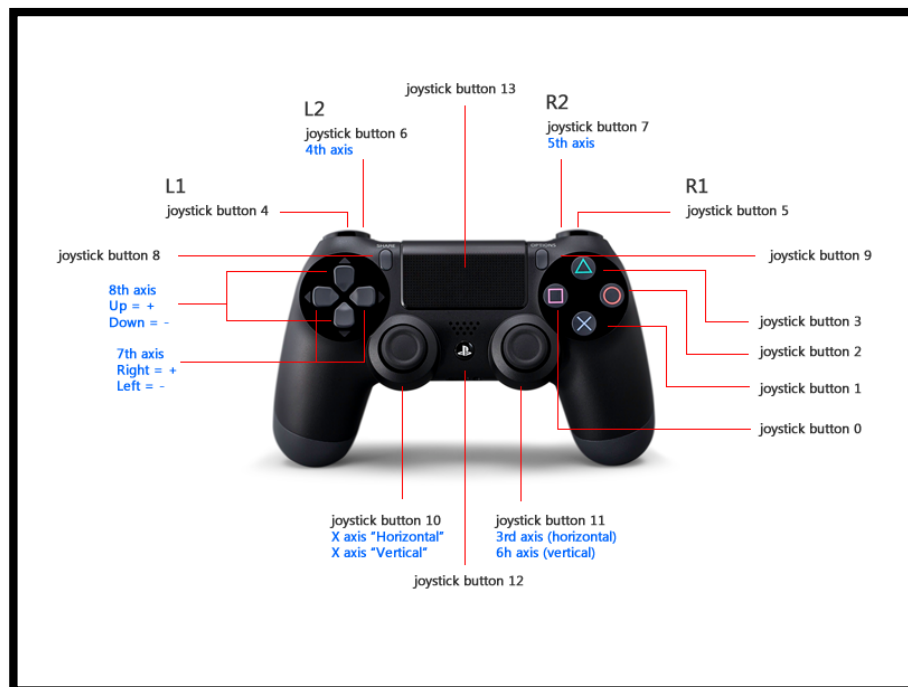 joystick button 13
L2
joystick button 6
4th axis
R2
joystick button 7
5th axis
L1
joystick button 4
R1
joystick button 5
joystick button 8
SHARE
OPTIONS
joystick button 9
8th axis
Up = +
Down = -
7th axis
Right = +
Left = -
joystick button 3
joystick button 2
joystick button 1
joystick button 0
joystick button 10
X axis "Horizontal"
X axis "Vertical"
joystick button 11
3rd axis (horizontal)
6h axis (vertical)
joystick button 12